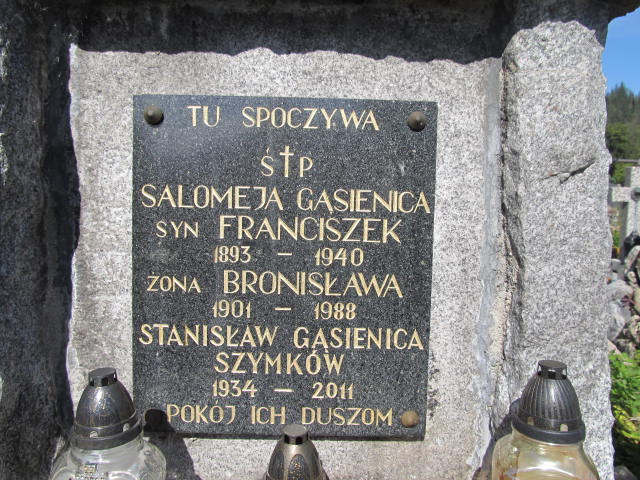 TU SPOCZYWA
Ś†P
SALOMEJA GĄSIENICA
SYN FRANCISZEK
1893 – 1940
ŻONA BRONISŁAWA
1901 – 1988
STANISŁAW GĄSIENICA
SZYMKÓW
1934 – 2011
POKÓJ ICH DUSZOM